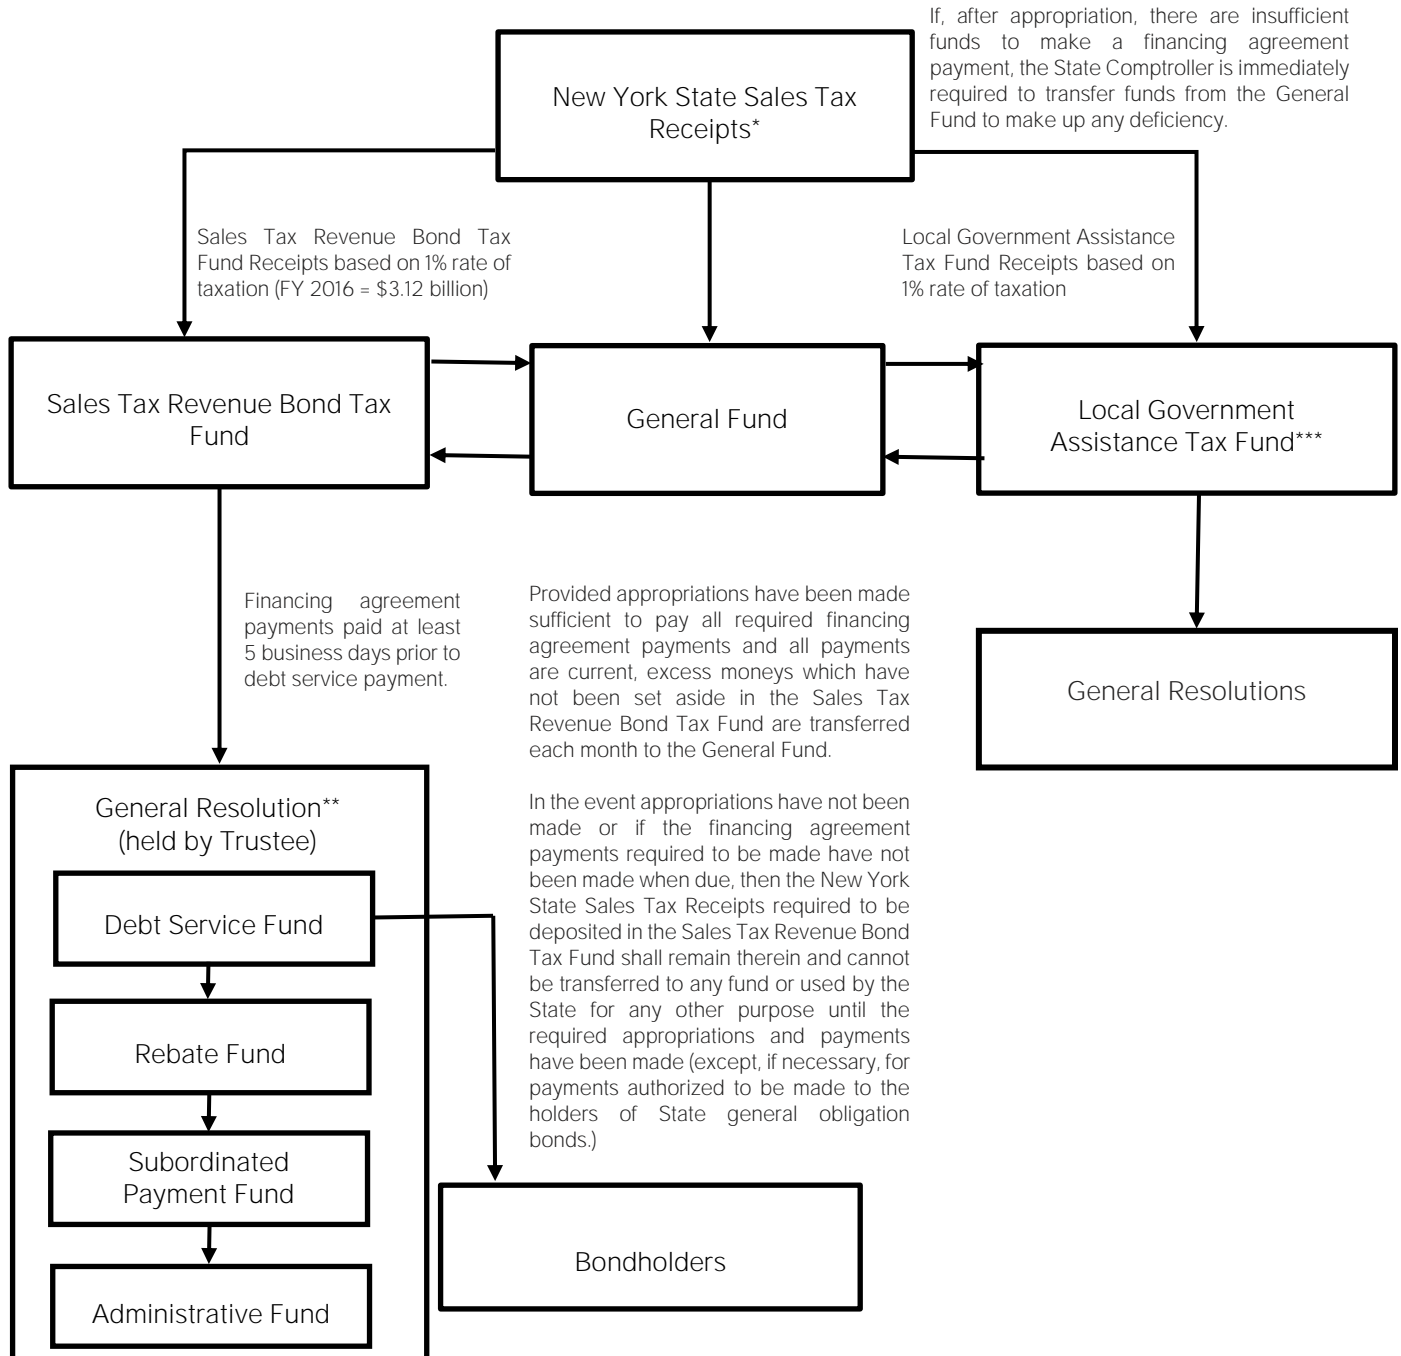 If, after appropriation, there are insufficient
funds to make a financing agreement
payment, the State Comptroller is immediately
required to transfer funds from the General
Fund to make up any deficiency.
New York State Sales Tax
Receipts*
Sales Tax Revenue Bond Tax
Fund Receipts based on 1% rate of
taxation (FY 2016 = $3.12 billion)
Local Government Assistance
Tax Fund Receipts based on
1% rate of taxation
Sales Tax Revenue Bond Tax
Fund
General Fund
Local Government
Assistance Tax Fund***
Financing agreement
payments paid at least
5 business days prior to
debt service payment.
Provided appropriations have been made
sufficient to pay all required financing
agreement payments and all payments
are current, excess moneys which have
not been set aside in the Sales Tax
Revenue Bond Tax Fund are transferred
each month to the General Fund.
In the event appropriations have not been
made or if the financing agreement
payments required to be made have not
been made when due, then the New York
State Sales Tax Receipts required to be
deposited in the Sales Tax Revenue Bond
Tax Fund shall remain therein and cannot
be transferred to any fund or used by the
State for any other purpose until the
required appropriations and payments
have been made (except, if necessary, for
payments authorized to be made to the
holders of State general obligation
bonds.)
General Resolutions
General Resolution**
(held by Trustee)
Debt Service Fund
Rebate Fund
Subordinated
Payment Fund
Administrative Fund
Bondholders